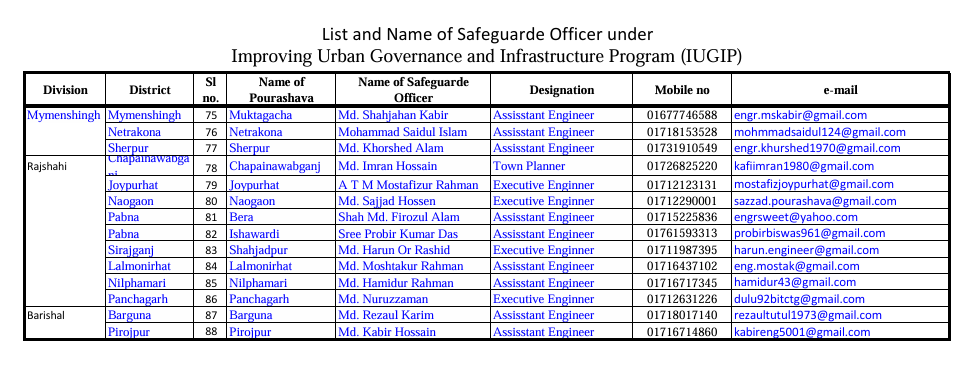 List and Name of Safeguarde Officer under
Improving Urban Governance and Infrastructure Program (IUGIP)
Division District Sl no. Name of Pourashava Name of Safeguarde Officer Designation Mobile no e-mail
Mymenshingh Mymenshingh 75 Muktagacha Md. Shahjahan Kabir Assisstant Engineer 01677746588 engr.mskabir@gmail.com
Netrakona 76 Netrakona Mohammad Saidul Islam Assisstant Engineer 01718153528 mohmmadsaidul124@gmail.com
Sherpur 77 Sherpur Md. Khorshed Alam Assisstant Engineer 01731910549 engr.khurshed1970@gmail.com
Rajshahi Chapainawabganj 78 Chapainawabganj Md. Imran Hossain Town Planner 01726825220 kafiimran1980@gmail.com
Joypurhat 79 Joypurhat A T M Mostafizur Rahman Executive Enginner 01712123131 mostafizjoypurhat@gmail.com
Naogaon 80 Naogaon Md. Sajjad Hossen Executive Enginner 01712290001 sazzad.pourashava@gmail.com
Pabna 81 Bera Shah Md. Firozul Alam Assisstant Engineer 01715225836 engrsweet@yahoo.com
Pabna 82 Ishawardi Sree Probir Kumar Das Assisstant Engineer 01761593313 probirbiswas961@gmail.com
Sirajganj 83 Shahjadpur Md. Harun Or Rashid Executive Enginner 01711987395 harun.engineer@gmail.com
Lalmonirhat 84 Lalmonirhat Md. Moshtakur Rahman Assisstant Engineer 01716437102 eng.mostak@gmail.com
Nilphamari 85 Nilphamari Md. Hamidur Rahman Assisstant Engineer 01716717345 hamidur43@gmail.com
Panchagarh 86 Panchagarh Md. Nuruzzaman Executive Enginner 01712631226 dulu92bitctg@gmail.com
Barishal Barguna 87 Barguna Md. Rezaul Karim Assisstant Engineer 01718017140 rezaultutul1973@gmail.com
Pirojpur 88 Pirojpur Md. Kabir Hossain Assisstant Engineer 01716714860 kabireng5001@gmail.com